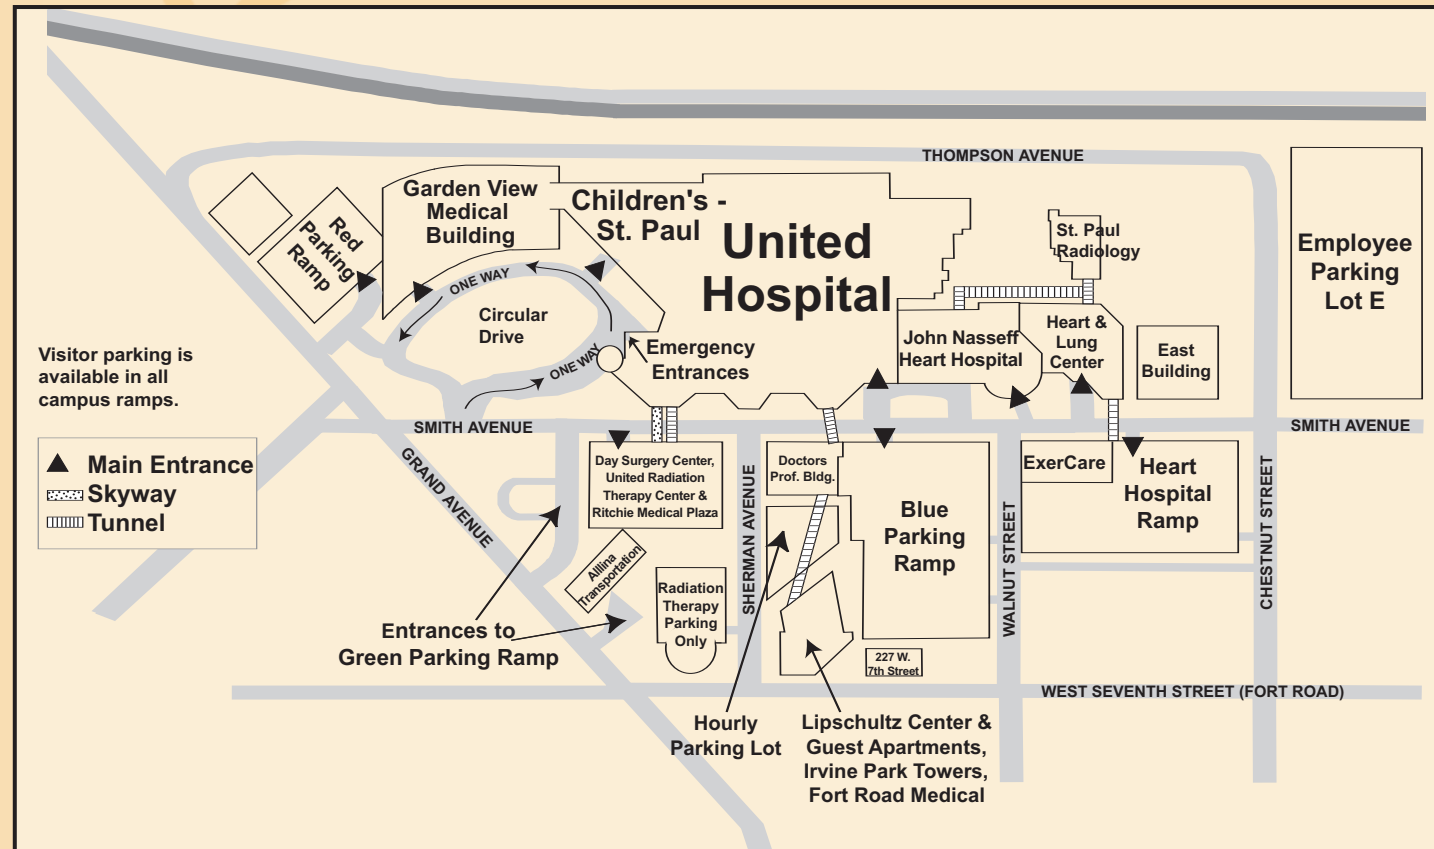 THOMPSON AVENUE
Garden View
Medical
Building
Children's -
St. Paul
United
Hospital
St. Paul
Radiology
Employee
Parking
Lot E
Red
Parking
Ramp
ONE WAY
Circular
Drive
ONE WAY
Emergency
Entrances
John Nasseff
Heart Hospital
Heart &
Lung
Center
East
Building
Visitor parking is
available in all
campus ramps.
SMITH AVENUE
SMITH AVENUE
Main Entrance
Skyway
Tunnel
GRAND AVENUE
Day Surgery Center,
United Radiation
Therapy Center &
Ritchie Medical Plaza
SHERMAN AVENUE
Doctors
Prof. Bldg.
Blue
Parking
Ramp
WALNUT STREET
ExerCare
Heart
Hospital
Ramp
CHESTNUT STREET
Alllina
Transportation
Radiation
Therapy
Parking
Only
Entrances to
Green Parking Ramp
227 W.
7th Street
WEST SEVENTH STREET (FORT ROAD)
Hourly
Parking Lot
Lipschultz Center &
Guest Apartments,
Irvine Park Towers,
Fort Road Medical